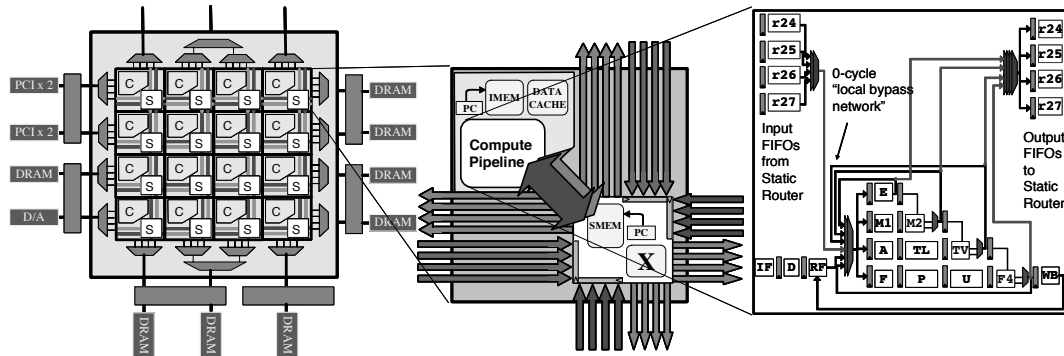 PCI x 2
PCI x 2
DRAM
D/A
C
S
C
S
C
S
C
S
C
S
C
S
C
S
C
S
C
S
C
S
C
S
C
S
C
S
C
S
C
S
C
S
DRAM
DRAM
DRAM
DRAM
DRAM
DRAM
DRAM
PC
IMEM
DATA
CACHE
Compute
Pipeline
SMEM
PC
X
r24
r25
r26
r27
Input
FIFOs
from
Static
Router
0-cycle
“local bypass
network”
r24
r25
r26
r27
Output
FIFOs
to
Static
Router
E
M1
M2
A
TL
TV
IF
D
RF
F
P
U
F4
WB